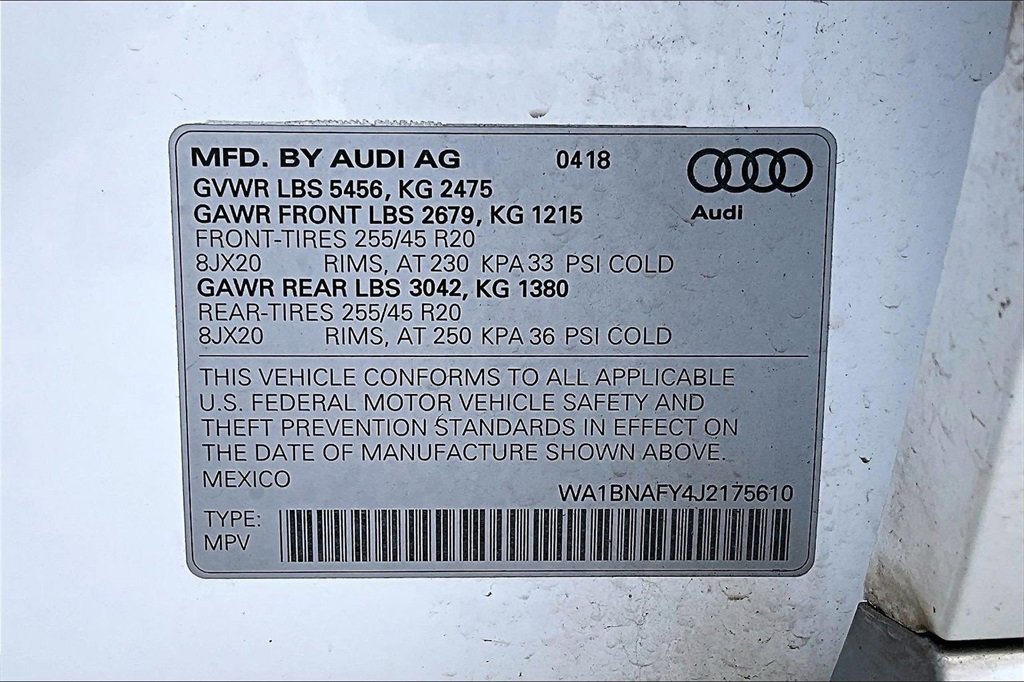 MFD. BY AUDI AG 0418
Audi
GVWR LBS 5456, KG 2475
GAWR FRONT LBS 2679, KG 1215
FRONT-TIRES 255/45 R20
8JX20 RIMS, AT 230 KPA 33 PSI COLD
GAWR REAR LBS 3042, KG 1380
REAR-TIRES 255/45 R20
8JX20 RIMS, AT 250 KPA 36 PSI COLD
THIS VEHICLE CONFORMS TO ALL APPLICABLE
U.S. FEDERAL MOTOR VEHICLE SAFETY AND
THEFT PREVENTION STANDARDS IN EFFECT ON
THE DATE OF MANUFACTURE SHOWN ABOVE.
MEXICO
WA1BNAFY4J2175610
TYPE:
MPV